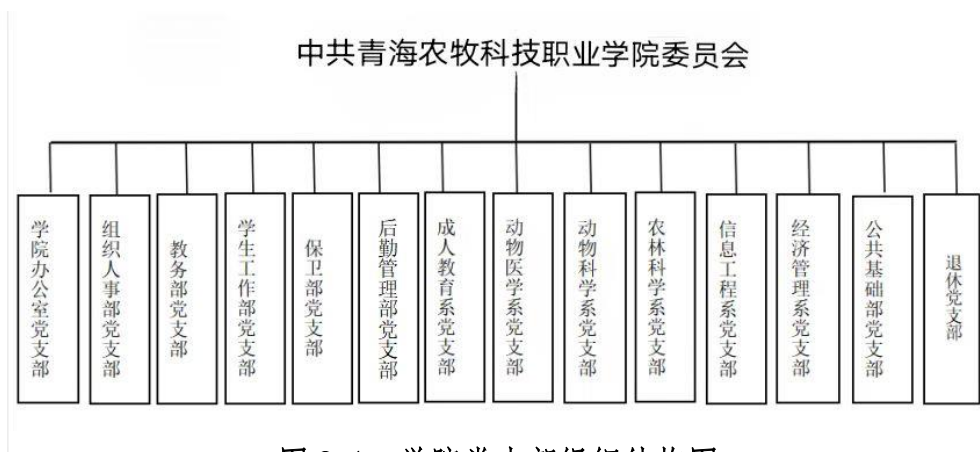 中共青海农牧科技职业学院委员会
学院办公室党支部
组织人事部党支部
教务部党支部
学生工作部党支部
保卫部党支部
后勤管理部党支部
成人教育系党支部
动物医学系党支部
动物科学系党支部
农林科学系党支部
信息工程系党支部
经济管理系党支部
公共基础部党支部
退休党支部